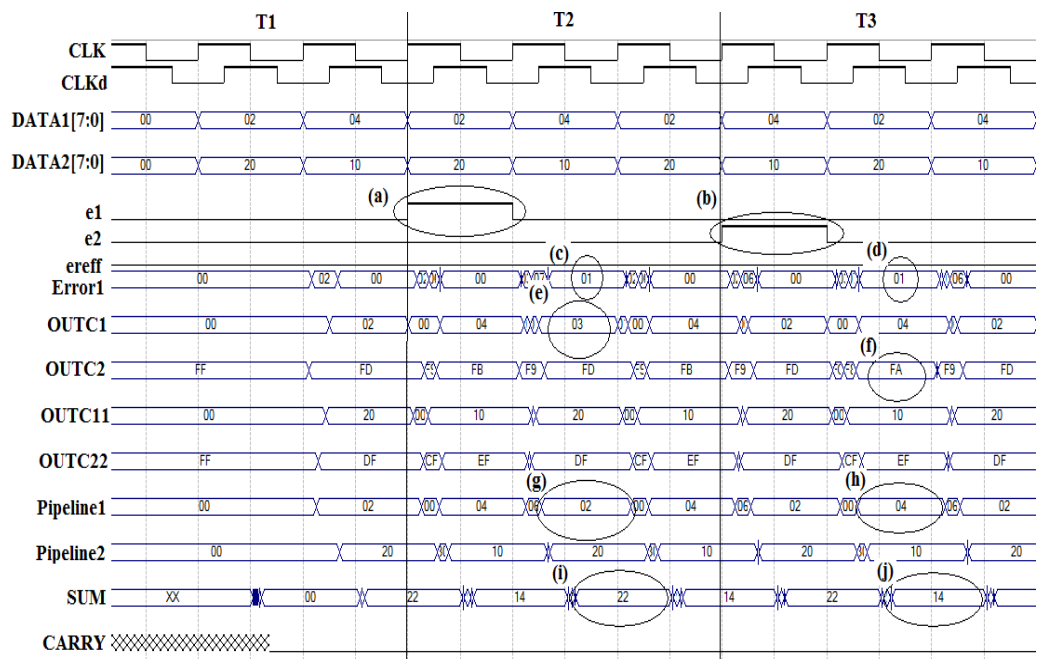 T1 T2 T3
CLK
CLKd
DATA1[7:0] 00 02 04 02 04 02 04 02 04
DATA2[7:0] 00 20 10 20 10 20 10 20 10
(a) (b)
e1
e2
(c) (d)
ereff
Error1 00 02 00 00 01 00 06 00 01 06 00
(e)
OUTC1 00 02 00 04 03 00 04 02 00 04 02
(f)
OUTC2 FF FD FB F9 FD FB F9 FD FA F9 FD
OUTC11 00 20 00 10 20 00 10 20 00 10 20
OUTC22 FF DF CF EF DF CF EF DF CF EF DF
(g) (h)
Pipeline1 00 02 00 04 06 02 00 04 06 02 00 04 06 02
Pipeline2 00 20 10 20 10 20 10 20
(i) (j)
SUM XX 00 22 14 22 14 22 14
CARRY